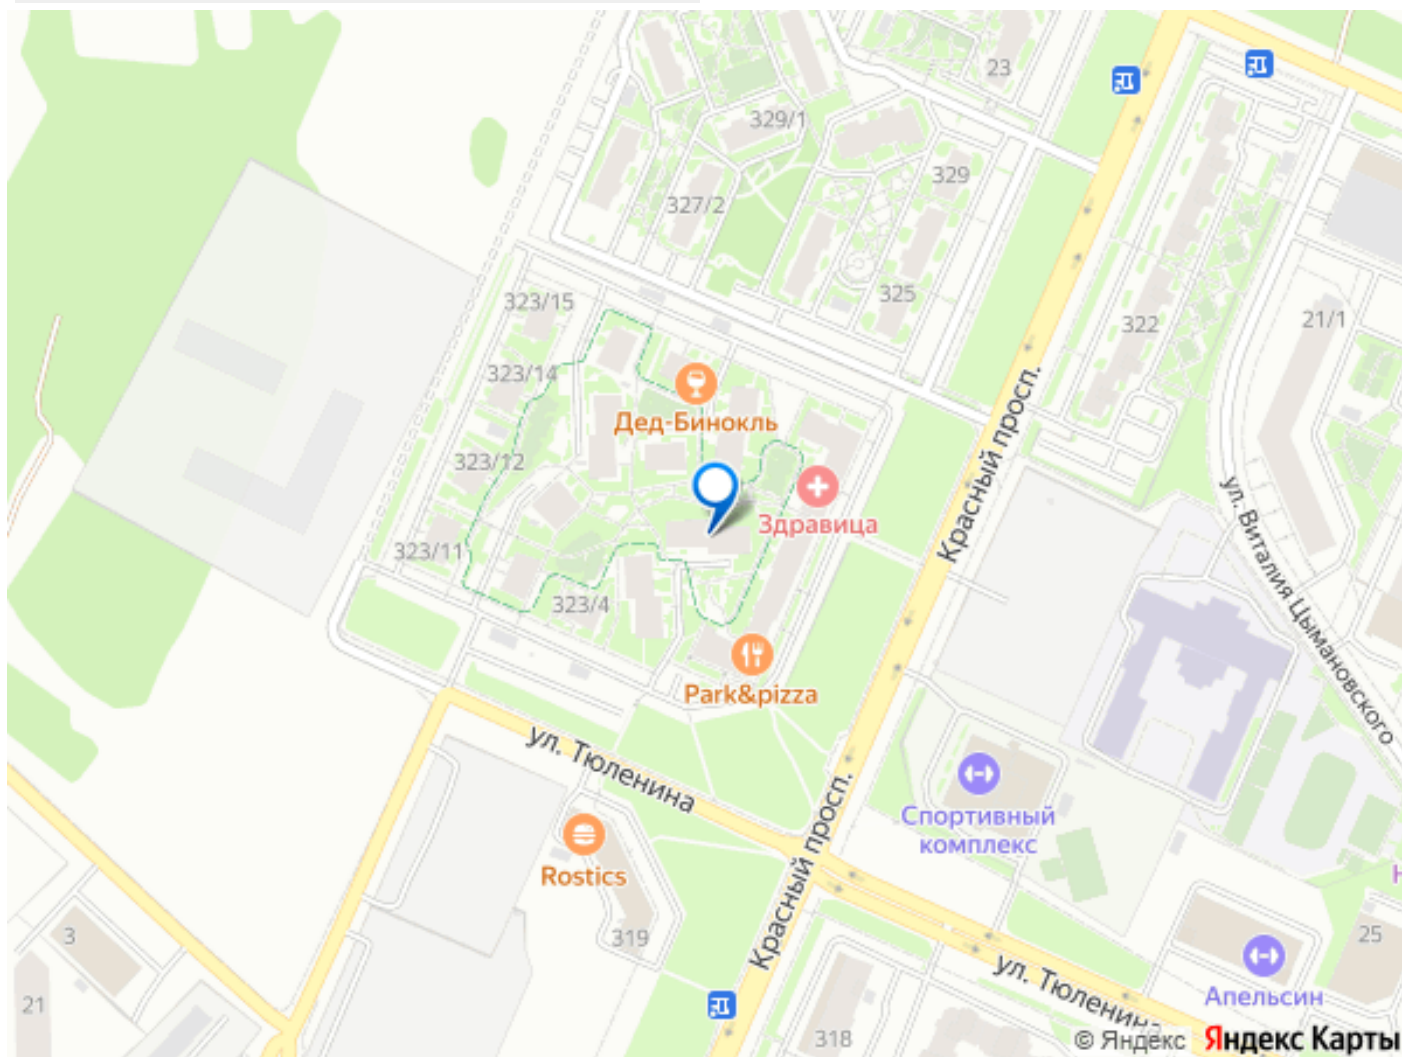 23
329/1
329
327/2
325
323/15
322
21/1
323/14
Дед-Бинокль
Красный просп.
323/12
ул. Виталия Цымановского
Здравица
323/11
323/4
Park&pizza
ул. Тюленина
Спортивный
комплекс
Красный просп.
Rostics
Н
3
319
25
ул. Тюленина
21
Апельсин
318
© Яндекс Яндекс Карты